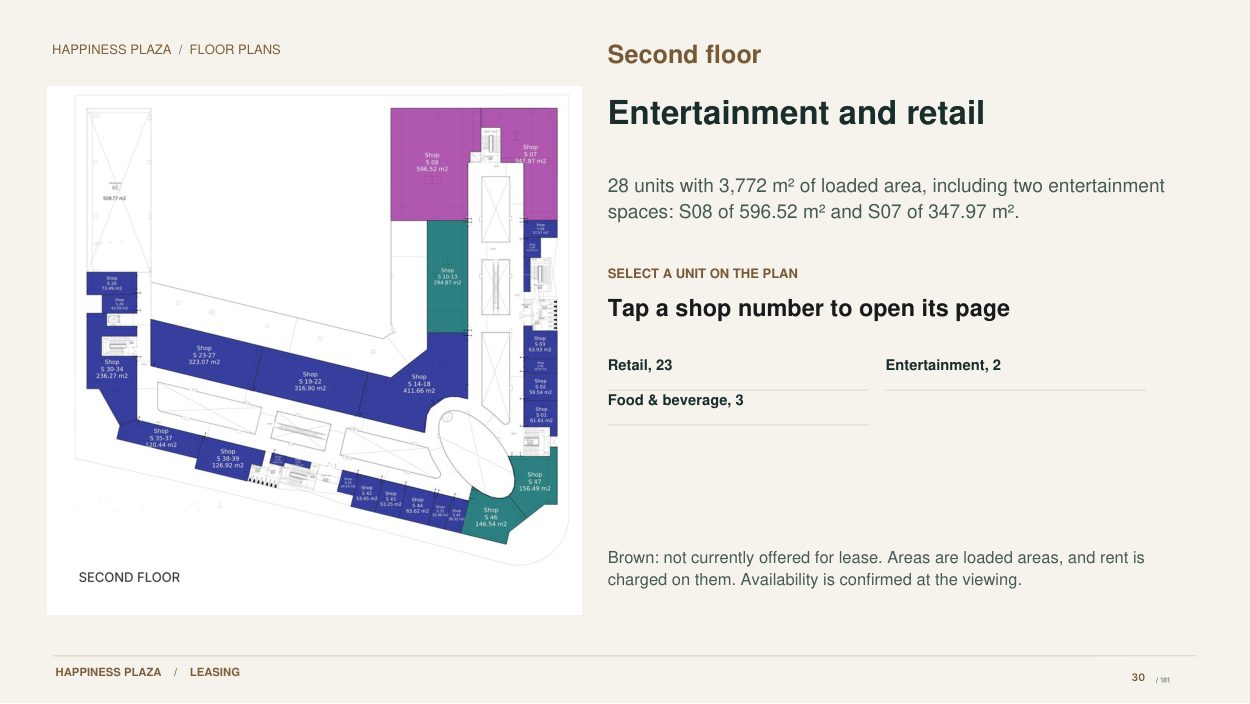 HAPPINESS PLAZA / FLOOR PLANS
Second floor
Entertainment and retail
28 units with 3,772 m² of loaded area, including two entertainment
spaces: S08 of 596.52 m² and S07 of 347.97 m².
SELECT A UNIT ON THE PLAN
Tap a shop number to open its page
Retail, 23
Entertainment, 2
Food & beverage, 3
Brown: not currently offered for lease. Areas are loaded areas, and rent is
charged on them. Availability is confirmed at the viewing.
Shop
S 08
596.52 m2
Shop
S 07
347.97 m2
508.77 m2
Shop
S 10-13
294.87 m2
Shop
S 03
63.93 m2
Shop
S 02
59.54 m2
Shop
S 01
61.61 m2
Shop
S 28
73.49 m2
Shop
S 30-34
236.27 m2
Shop
S 23-27
323.07 m2
Shop
S 19-22
316.90 m2
Shop
S 14-18
411.66 m2
Shop
S 35-37
120.44 m2
Shop
S 38-39
126.92 m2
Shop
S 42
53.45 m2
Shop
S 43
53.25 m2
Shop
S 44
65.62 m2
Shop
S 46
146.54 m2
Shop
S 47
156.49 m2
SECOND FLOOR
HAPPINESS PLAZA / LEASING
30 / 181